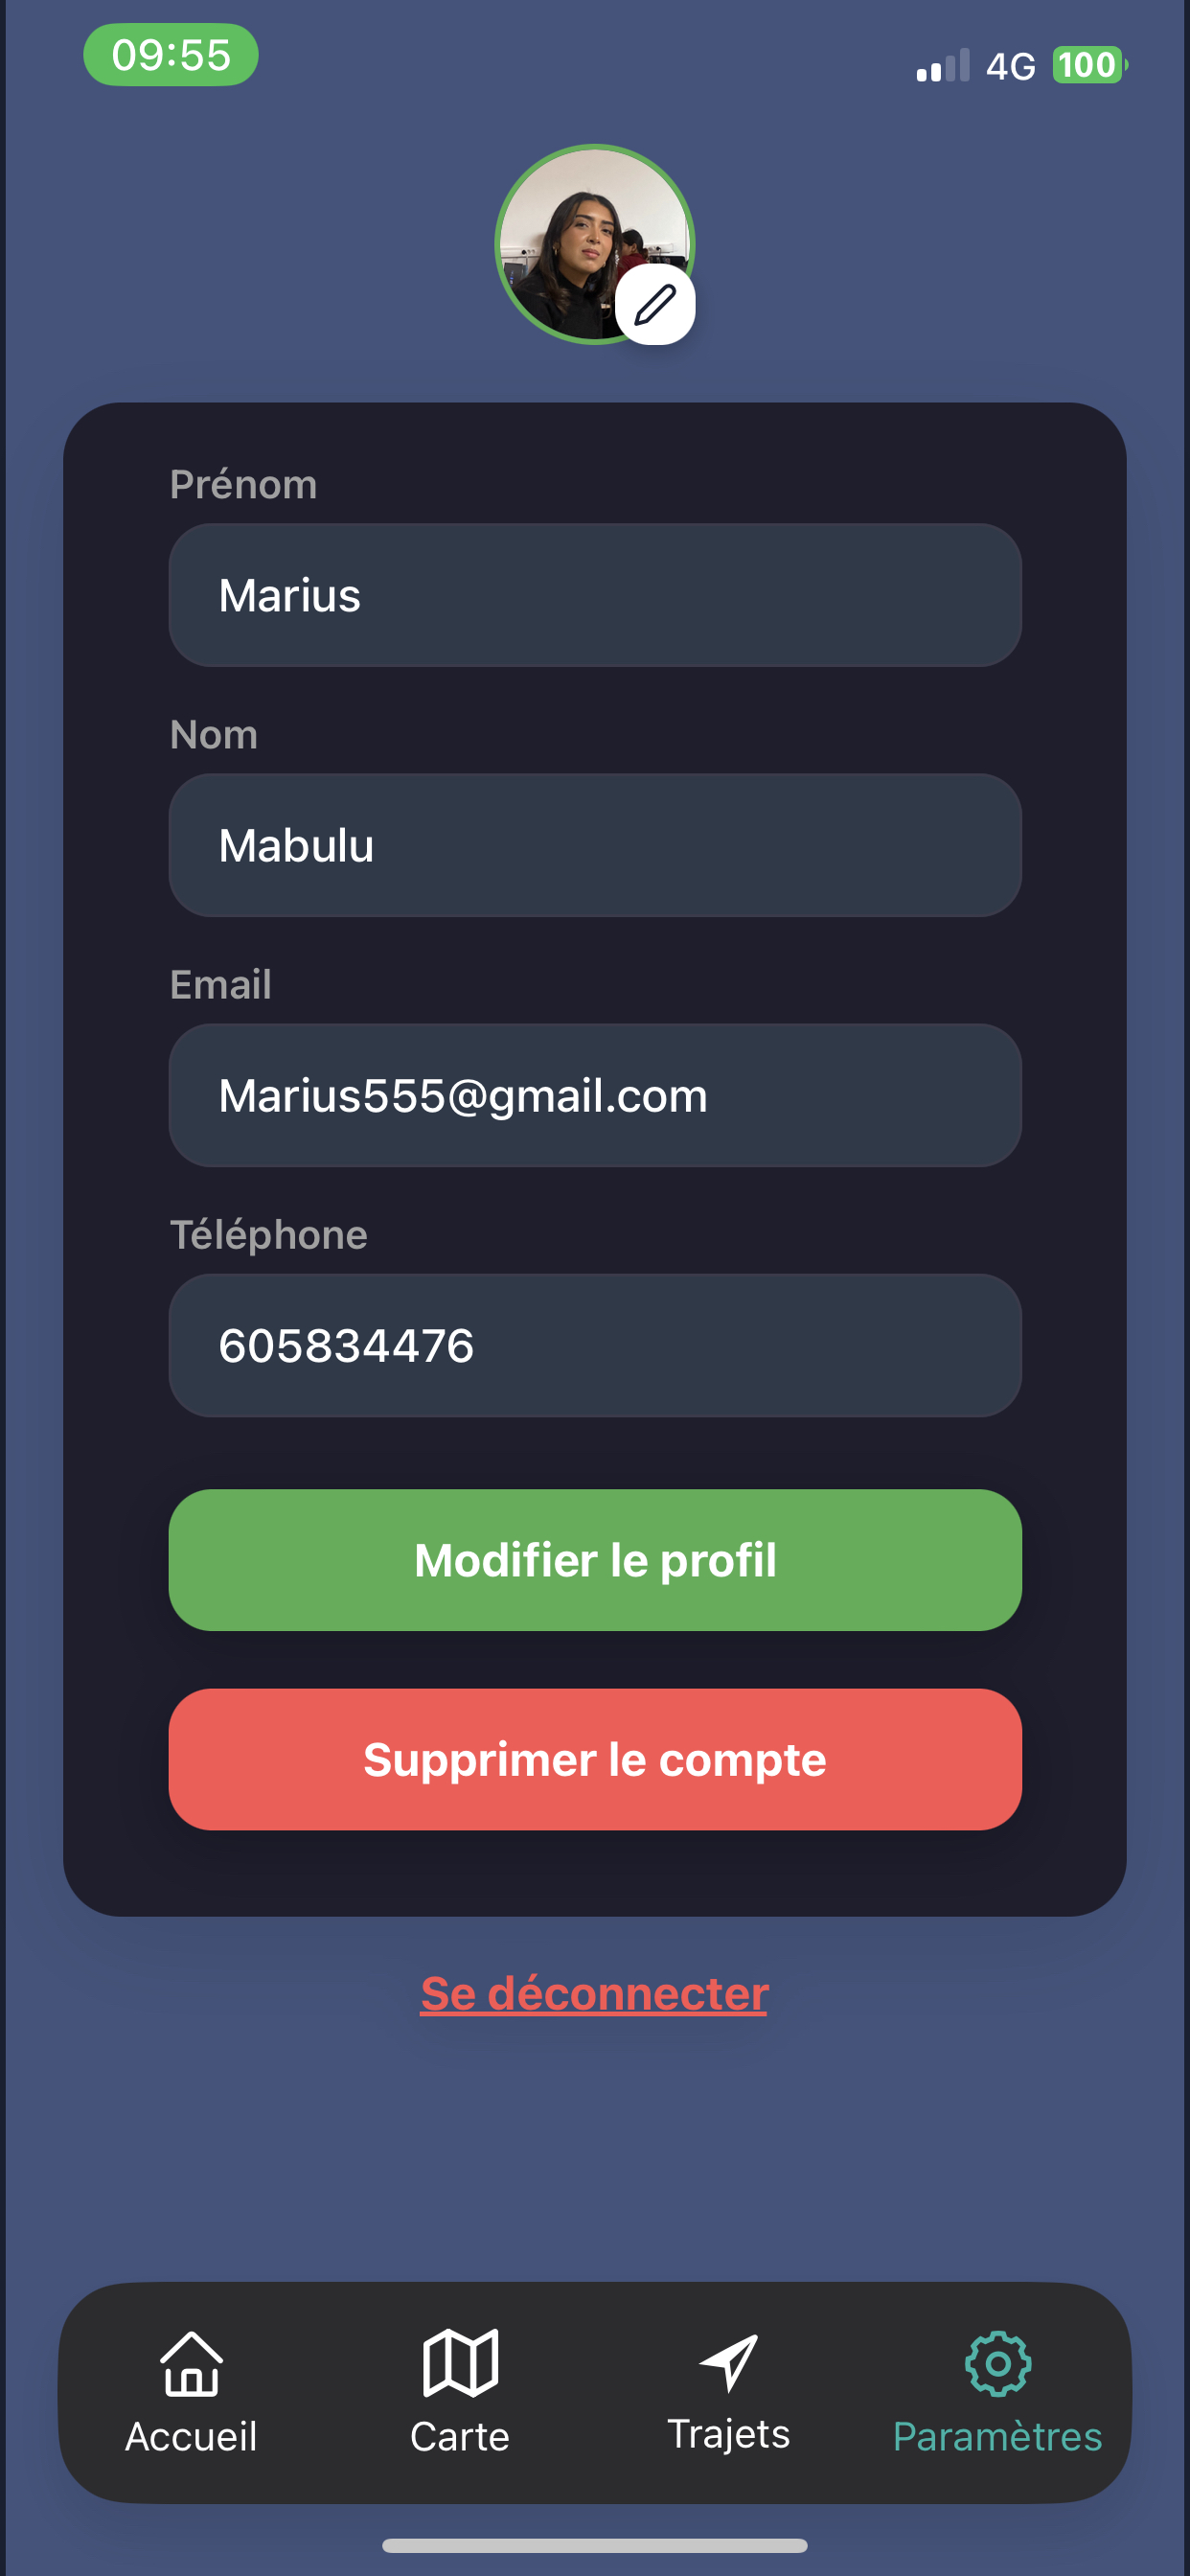 09:55
4G 100
Prénom
Marius
Nom
Mabulu
Email
Marius555@gmail.com
Téléphone
605834476
Modifier le profil
Supprimer le compte
Se déconnecter
Accueil Carte Trajets Paramètres